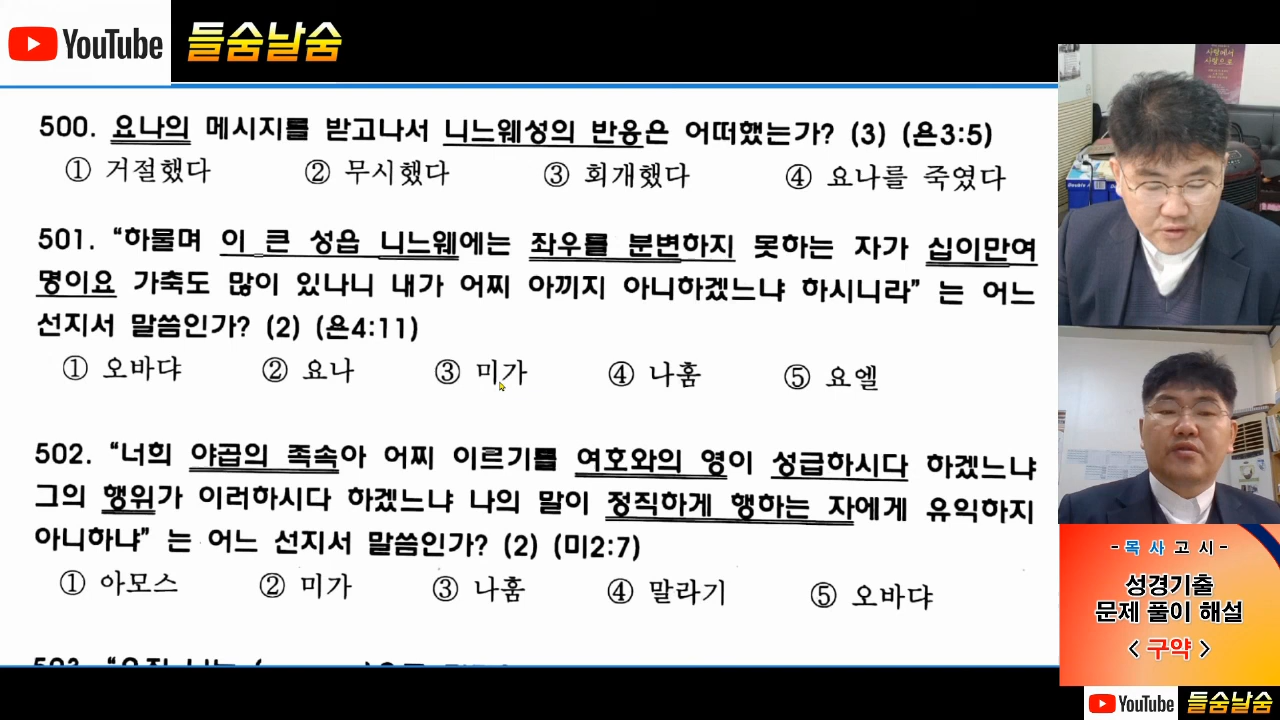 YouTube 들숨날숨
500. 요나의 메시지를 받고나서 니느웨성의 반응은 어떠했는가? (3) (욘3:5)
① 거절했다 ② 무시했다 ③ 회개했다 ④ 요나를 죽였다
501. “하물며 이 큰 성읍 니느웨에는 좌우를 분변하지 못하는 자가 십이만여
명이요 가축도 많이 있나니 내가 어찌 아끼지 아니하겠느냐 하시니라” 는 어느
선지서 말씀인가? (2) (욘4:11)
① 오바댜 ② 요나 ③ 미가 ④ 나훔 ⑤ 요엘
502. “너희 야곱의 족속아 어찌 이르기를 여호와의 영이 성급하시다 하겠느냐
그의 행위가 이러하시다 하겠느냐 나의 말이 정직하게 행하는 자에게 유익하지
아니하냐” 는 어느 선지서 말씀인가? (2) (미2:7)
① 아모스 ② 미가 ③ 나훔 ④ 말라기 ⑤ 오바댜
사랑에서
사랑으로
-목사고시-
성경기출
문제 풀이 해설
<구약>
YouTube 들숨날숨